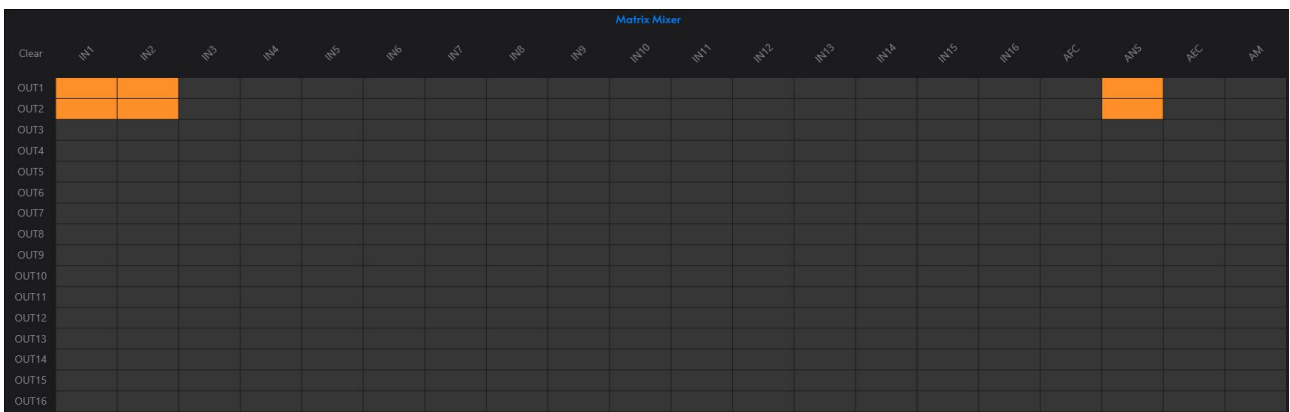 Matrix Mixer
Clear IN1 IN2 IN3 IN4 IN5 IN6 IN7 IN8 IN9 IN10 IN11 IN12 IN13 IN14 IN15 IN16 AFC ANS AEC AM
OUT1
OUT2
OUT3
OUT4
OUT5
OUT6
OUT7
OUT8
OUT9
OUT10
OUT11
OUT12
OUT13
OUT14
OUT15
OUT16